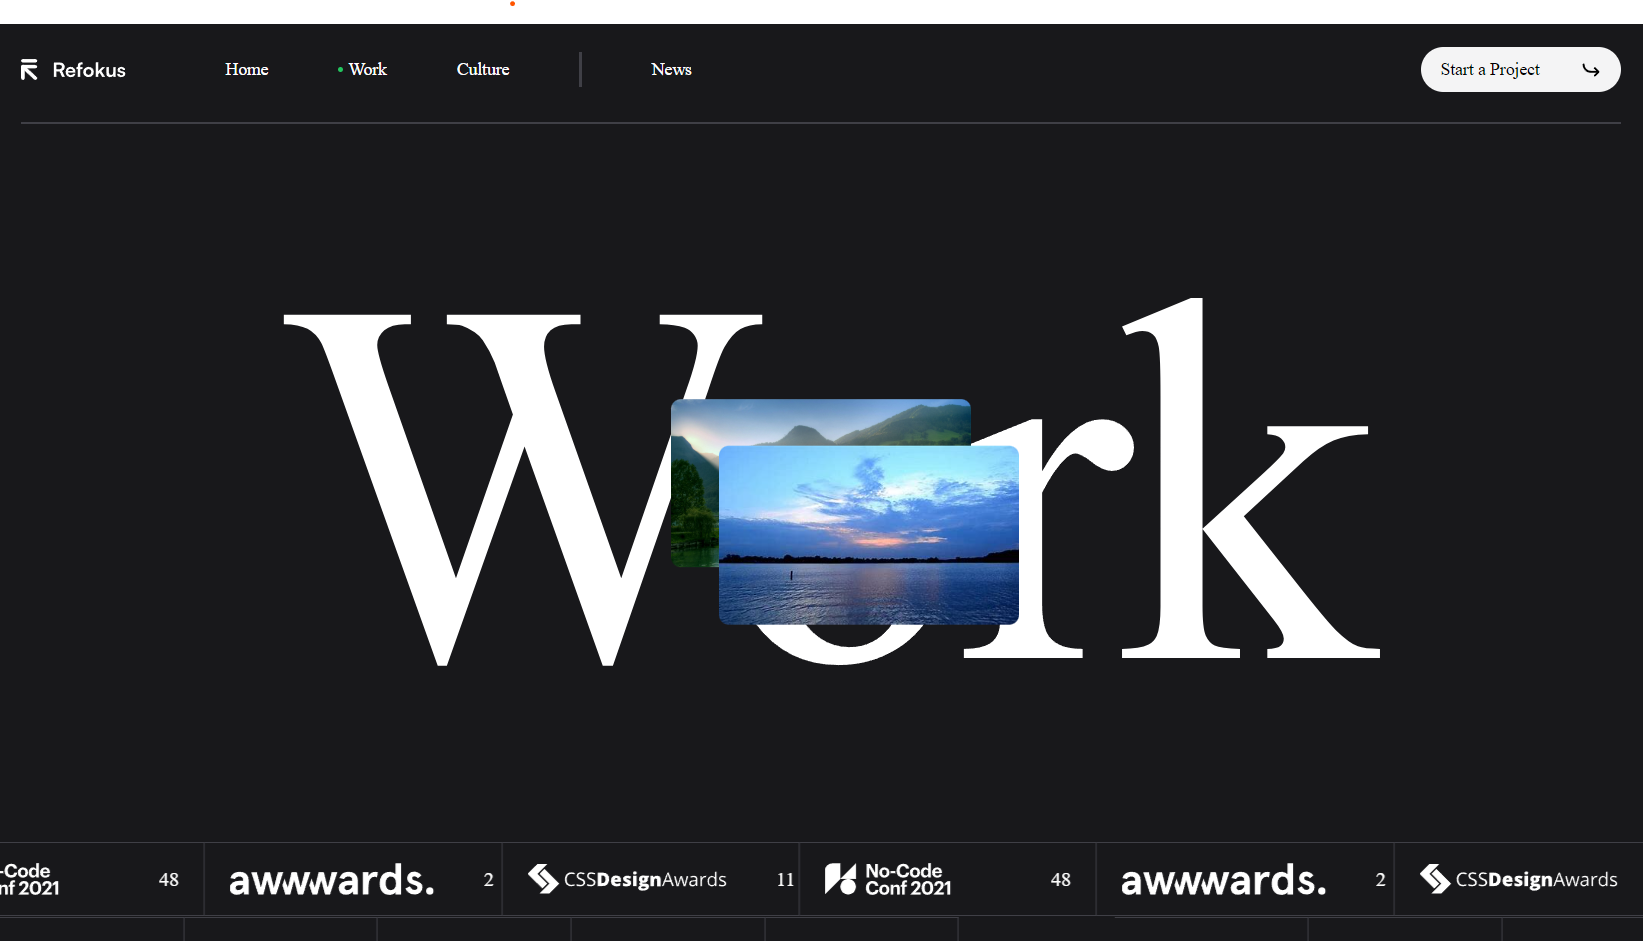 Refokus
Home
Work
Culture
News
Start a Project
Work
-Code
nf 2021
48
awwwards.
2
CSSDesignAwards
11
No-Code
Conf 2021
48
awwwards.
2
CSSDesignAwards